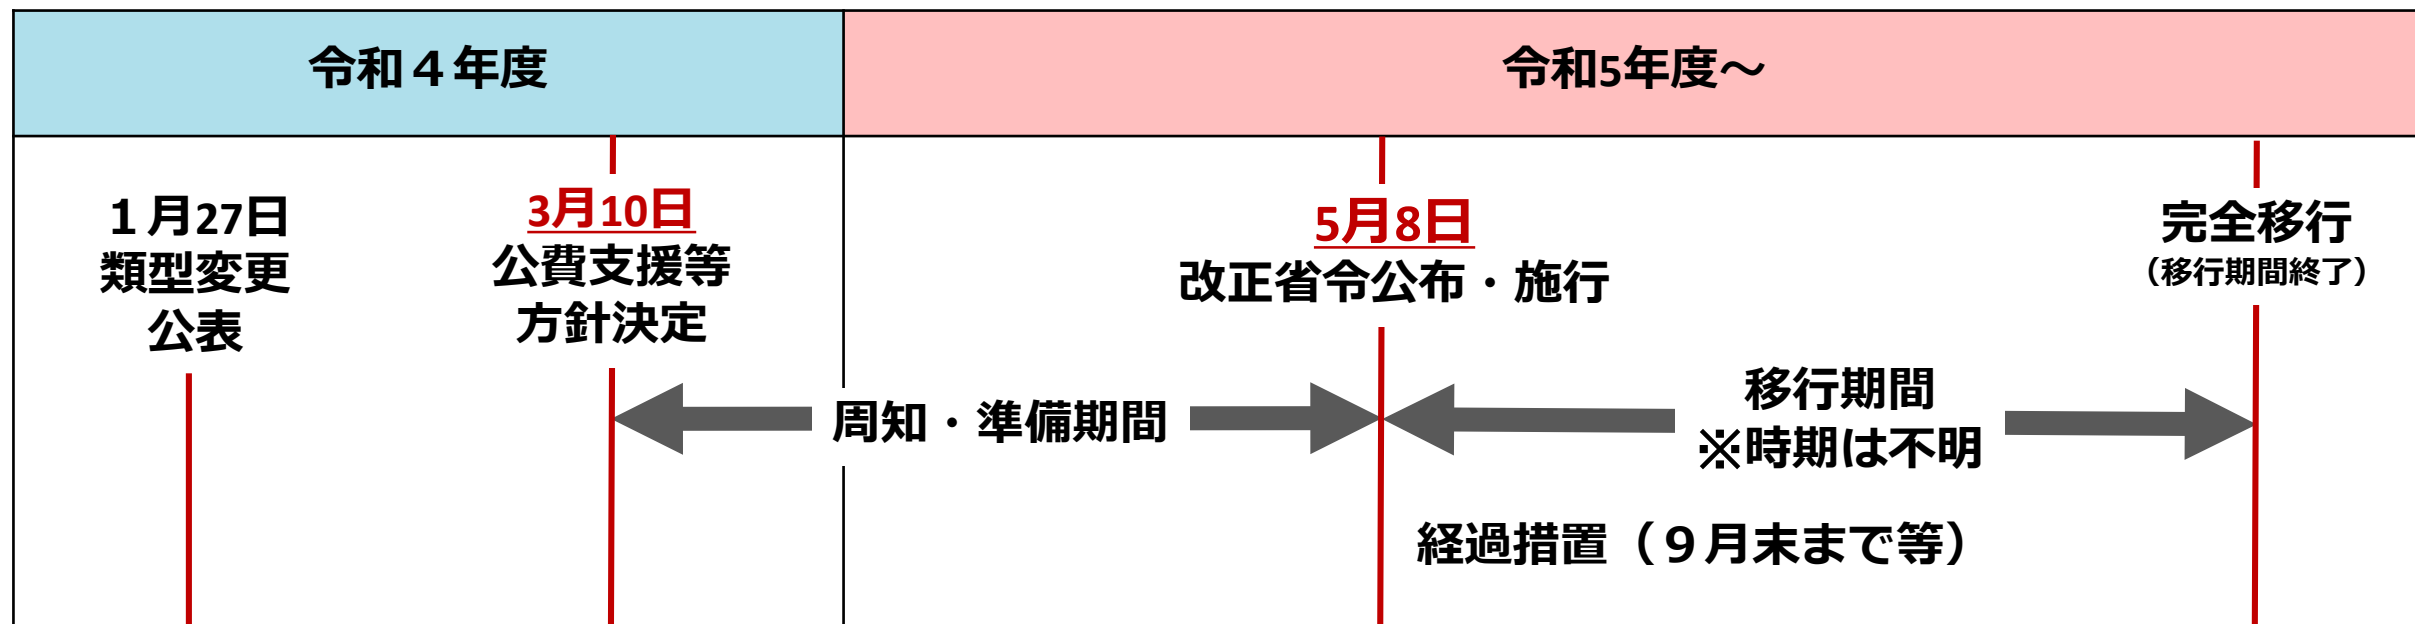 令和４年度
令和5年度～
１月27日
類型変更
公表
3月10日
公費支援等
方針決定
5月8日
改正省令公布・施行
完全移行
（移行期間終了）
周知・準備期間
移行期間
※時期は不明
経過措置（９月末まで等）